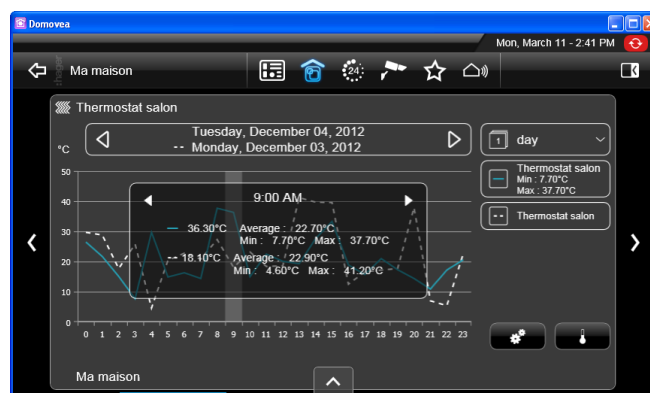 Domovea
Mon, March 11 - 2:41 PM
:hager
Ma maison
24
Thermostat salon
Tuesday, December 04, 2012
-- Monday, December 03, 2012
1 day
°C
Thermostat salon
Min : 7.70°C
Max : 37.70°C
Thermostat salon
50
40
30
20
10
0
9:00 AM
36.30°C Average : 22.70°C
Min : 7.70°C Max : 37.70°C
18.10°C Average : 22.90°C
Min : 4.60°C Max : 41.20°C
0 1 2 3 4 5 6 7 8 9 10 11 12 13 14 15 16 17 18 19 20 21 22 23
Ma maison